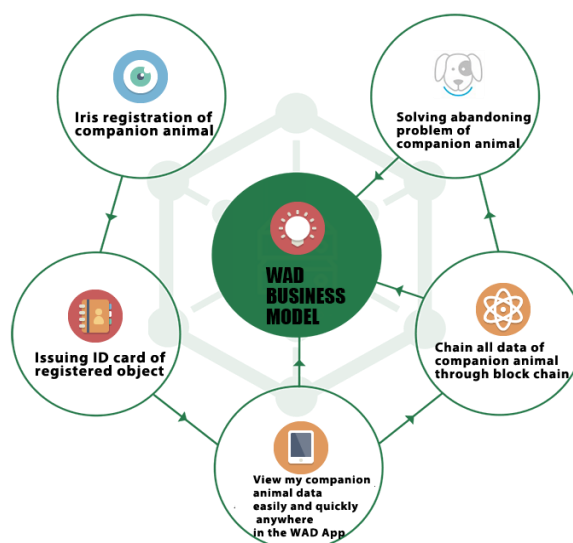 Iris registration of
companion animal
Solving abandoning
problem of
companion animal
WAD
BUSINESS
MODEL
Issuing ID card of
registered object
Chain all data of
companion animal
through block chain
View my companion
animal data
easily and quickly
anywhere
in the WAD App